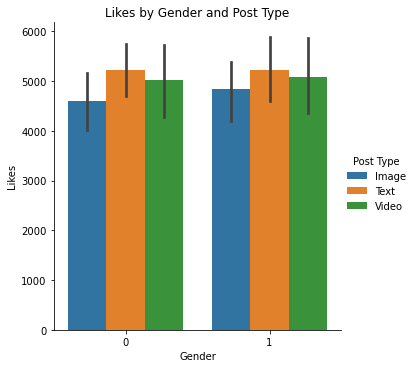 Likes by Gender and Post Type
6000
5000
4000
3000
2000
1000
0
Likes
0
1
Gender
Post Type
Image
Text
Video